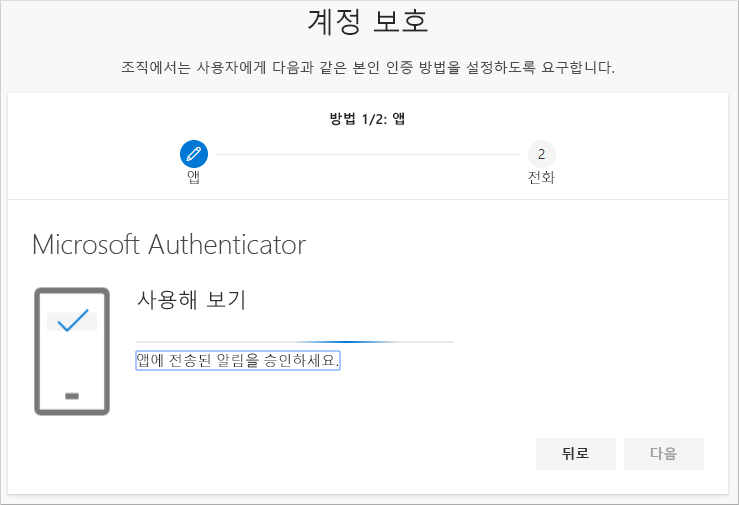 계정 보호
조직에서는 사용자에게 다음과 같은 본인 인증 방법을 설정하도록 요구합니다.
방법 1/2: 앱
2
앱
전화
Microsoft Authenticator
사용해 보기
앱에 전송된 알림을 승인하세요.
뒤로
다음